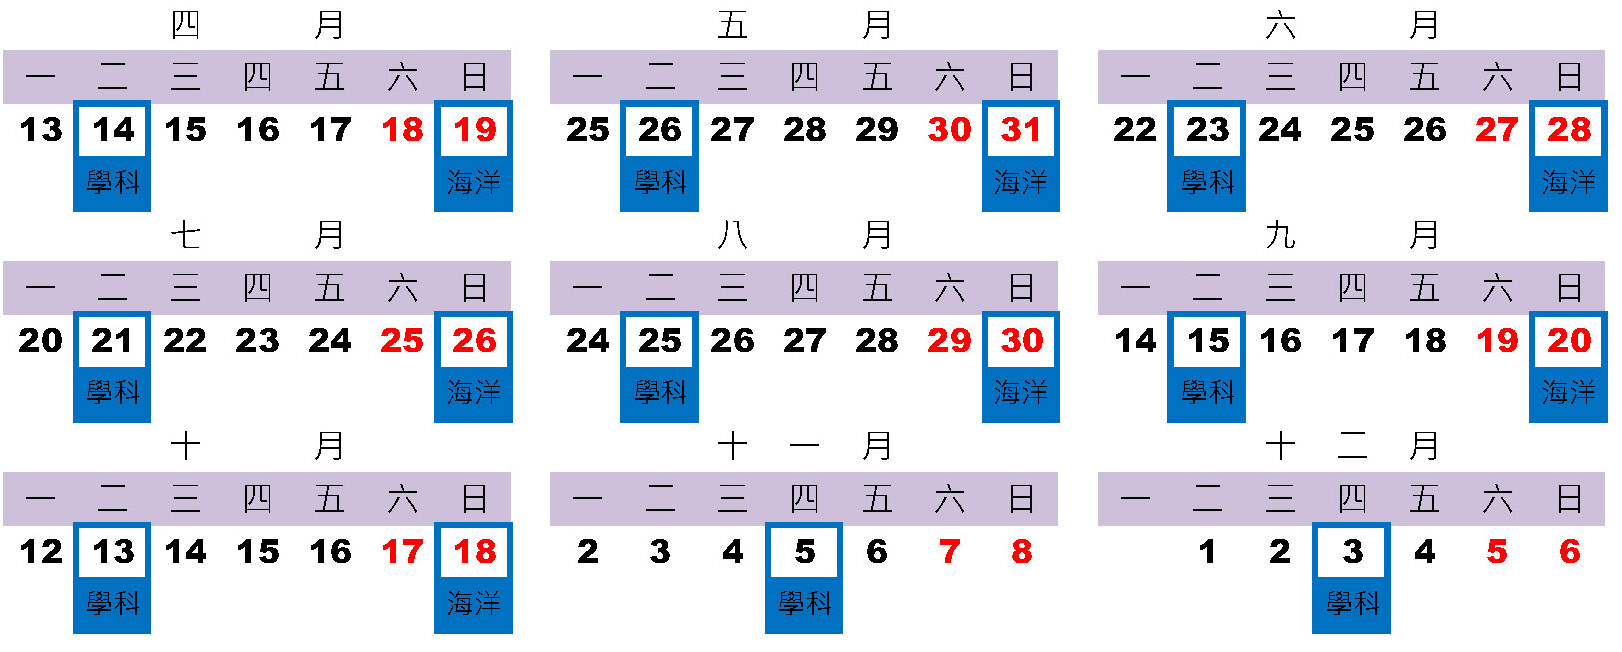 四 月 五 月 六 月
一 二 三 四 五 六 日 一 二 三 四 五 六 日 一 二 三 四 五 六 日
13 14 15 16 17 18 19 25 26 27 28 29 30 31 22 23 24 25 26 27 28
學科 海洋 學科 海洋 學科 海洋
七 月 八 月 九 月
一 二 三 四 五 六 日 一 二 三 四 五 六 日 一 二 三 四 五 六 日
20 21 22 23 24 25 26 24 25 26 27 28 29 30 14 15 16 17 18 19 20
學科 海洋 學科 海洋 學科 海洋
十 月 十 一 月 十 二 月
一 二 三 四 五 六 日 一 二 三 四 五 六 日 一 二 三 四 五 六 日
12 13 14 15 16 17 18 2 3 4 5 6 7 8 1 2 3 4 5 6
學科 海洋 學科 學科